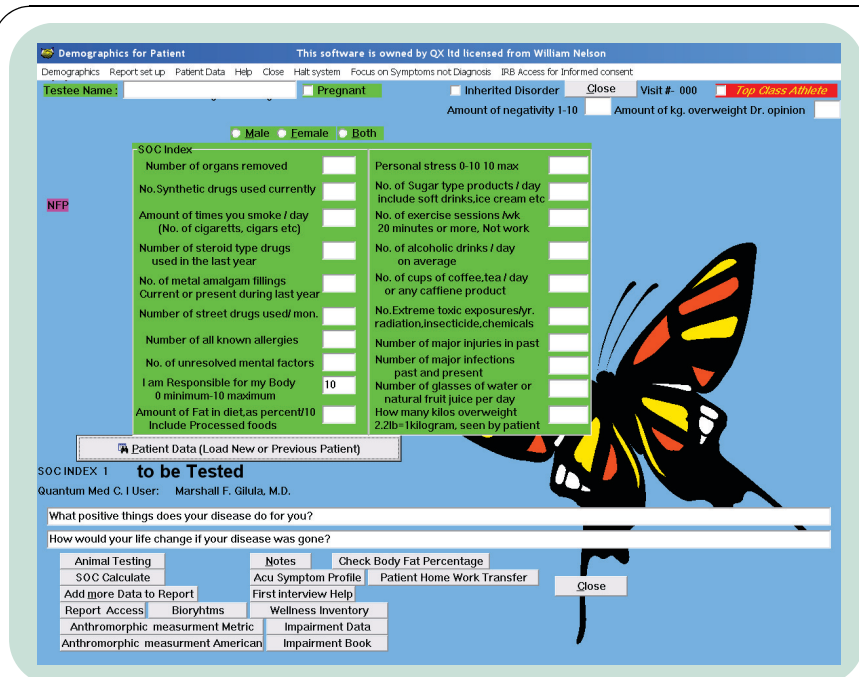 Demographics for Patient This software is owned by QX ltd licensed from William Nelson
Demographics Report set up Patient Data Help Close Halt system Focus on Symptoms not Diagnosis IRB Access for Informed consent
Testee Name: Pregnant Inherited Disorder Close Visit #- 000 Top Class Athlete
Amount of negativity 1-10 Amount of kg. overweight Dr. opinion
Male Female Both
SOC Index
Number of organs removed
No.Synthetic drugs used currently
Amount of times you smoke / day
(No. of cigaretts, cigars etc)
Number of steroid type drugs
used in the last year
No. of metal amalgam fillings
Current or present during last year
Number of street drugs used/ mon.
Number of all known allergies
No. of unresolved mental factors
I am Responsible for my Body 10
0 minimum-10 maximum
Amount of Fat in diet,as percent/10
Include Processed foods
Personal stress 0-10 10 max
No. of Sugar type products / day
include soft drinks,ice cream etc
No. of exercise sessions /wk
20 minutes or more, Not work
No. of alcoholic drinks / day
on average
No. of cups of coffee,tea / day
or any caffiene product
No.Extreme toxic exposures/yr.
radiation,insecticide,chemicals
Number of major injuries in past
Number of major infections
past and present
Number of glasses of water or
natural fruit juice per day
How many kilos overweight
2.2lb=1kilogram, seen by patient
NFP
Patient Data (Load New or Previous Patient)
SOC INDEX 1 to be Tested
Quantum Med C. I User: Marshall F. Gilula, M.D.
What positive things does your disease do for you?
How would your life change if your disease was gone?
Animal Testing Notes Check Body Fat Percentage
SOC Calculate Acu Symptom Profile Patient Home Work Transfer
Close
Add more Data to Report First interview Help
Report Access Bioryhtms Wellness Inventory
Anthromorphic measurment Metric Impairment Data
Anthromorphic measurment American Impairment Book